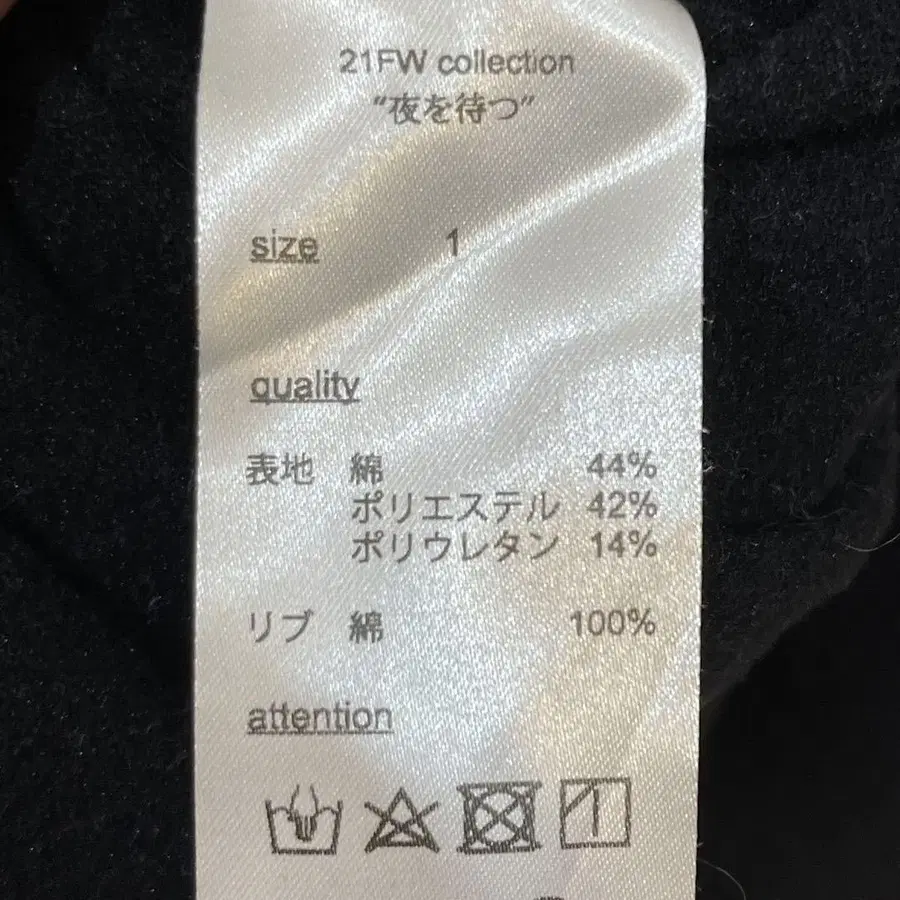 21FW collection
“夜を待つ”
size 1
quality
表地 綿 44%
ポリエステル 42%
ポリウレタン 14%
リブ 綿 100%
attention